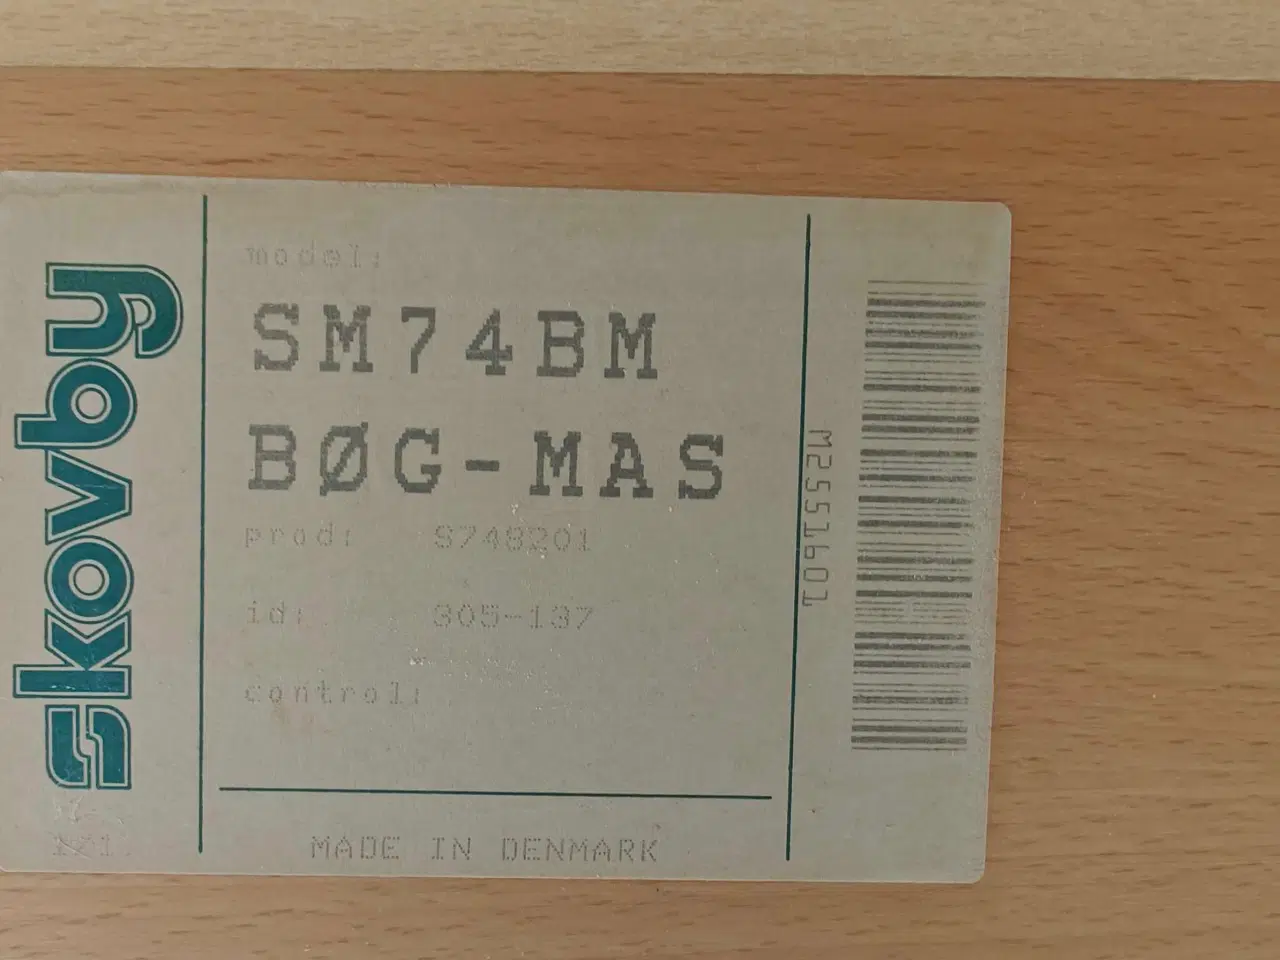 skovby
model:
SM74BM
BØG-MAS
prod: S748201
id: 305-137
control:
MADE IN DENMARK
M2551601